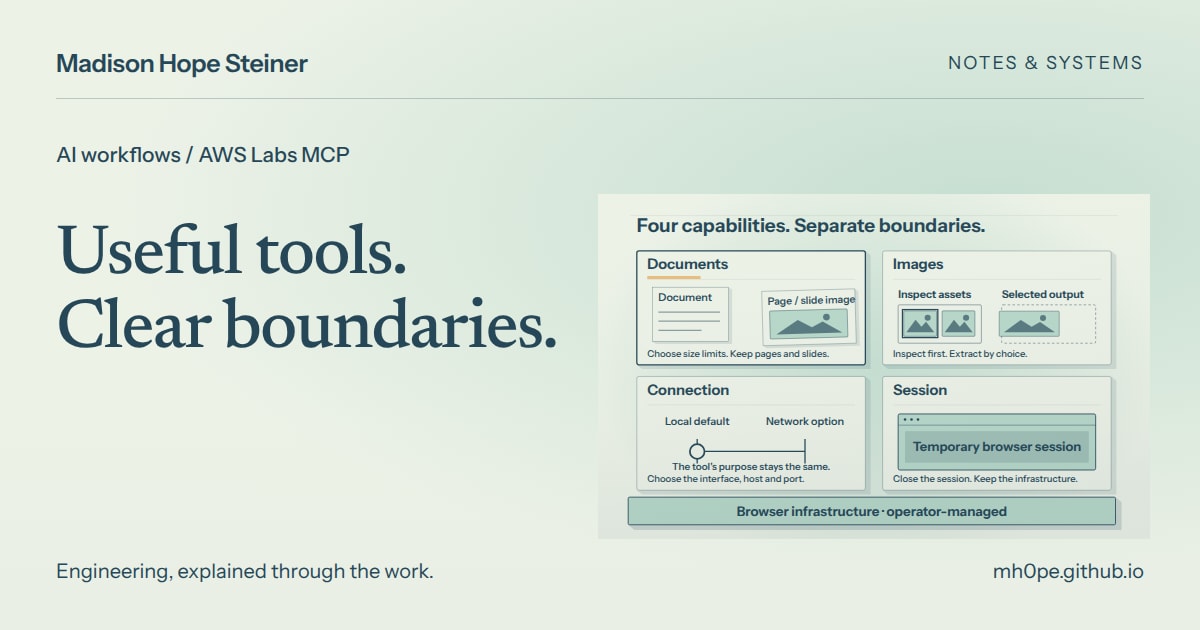 Madison Hope Steiner
NOTES & SYSTEMS
AI workflows / AWS Labs MCP
Useful tools.
Clear boundaries.
Four capabilities. Separate boundaries.
Documents
Document
Page / slide image
Choose size limits. Keep pages and slides.
Images
Inspect assets
Selected output
Inspect first. Extract by choice.
Connection
Local default
Network option
The tool's purpose stays the same.
Choose the interface, host and port.
Session
Temporary browser session
Close the session. Keep the infrastructure.
Browser infrastructure · operator-managed
Engineering, explained through the work.
mh0pe.github.io